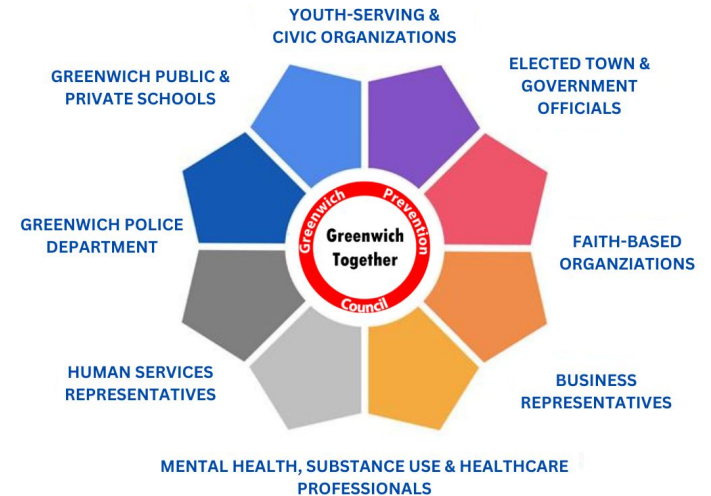 YOUTH-SERVING &
CIVIC ORGANIZATIONS
GREENWICH PUBLIC &
PRIVATE SCHOOLS
ELECTED TOWN &
GOVERNMENT
OFFICIALS
Greenwich Prevention
Council
Greenwich
Together
GREENWICH POLICE
DEPARTMENT
FAITH-BASED
ORGANZIATIONS
HUMAN SERVICES
REPRESENTATIVES
BUSINESS
REPRESENTATIVES
MENTAL HEALTH, SUBSTANCE USE & HEALTHCARE
PROFESSIONALS